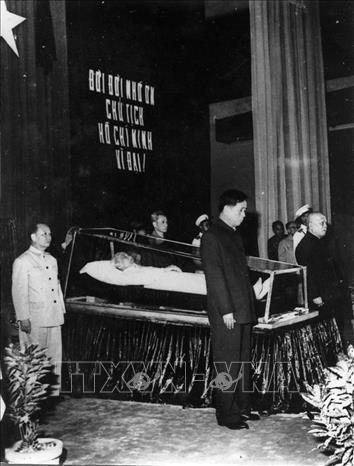 ĐỜI ĐỜI NHỚ ƠN
CHỦ TỊCH
HỒ CHÍ MINH
VĨ ĐẠI!